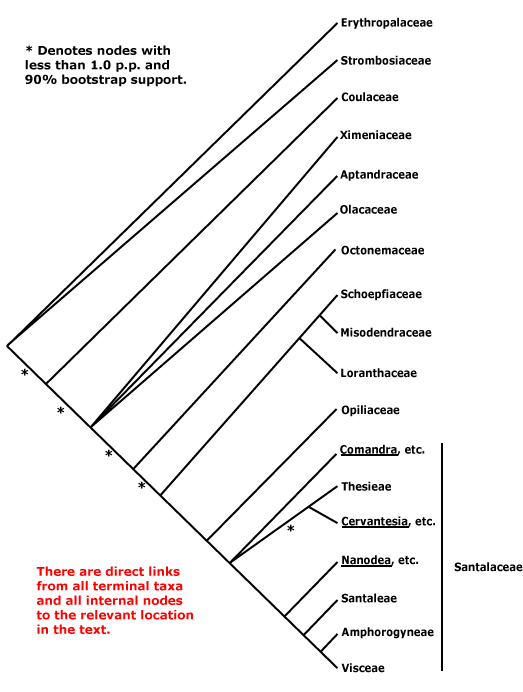 Erythropalaceae
* Denotes nodes with
less than 1.0 p.p. and
90% bootstrap support.
Strombosiaceae
Coulaceae
Ximeniaceae
Aptandraceae
Olacaceae
Octonemaceae
Schoepfiaceae
Misodendraceae
Loranthaceae
*
*
Opiliaceae
*
Comandra, etc.
*
Thesieae
Cervantesia, etc.
*
Nanodea, etc.
Santalaceae
There are direct links
from all terminal taxa
and all internal nodes
to the relevant location
in the text.
Santaleae
Amphorogyneae
Visceae